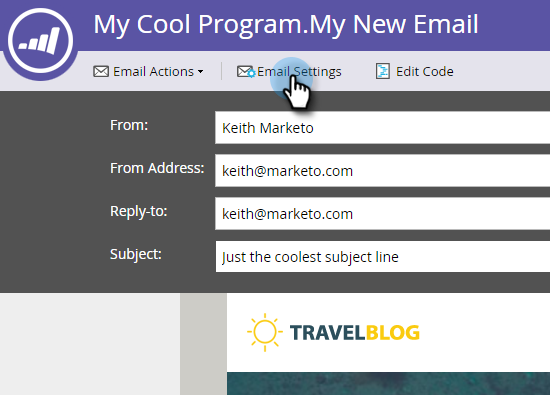 My Cool Program.My New Email
Email Actions Email Settings Edit Code
From: Keith Marketo
From Address: keith@marketo.com
Reply-to: keith@marketo.com
Subject: Just the coolest subject line
TRAVELBLOG